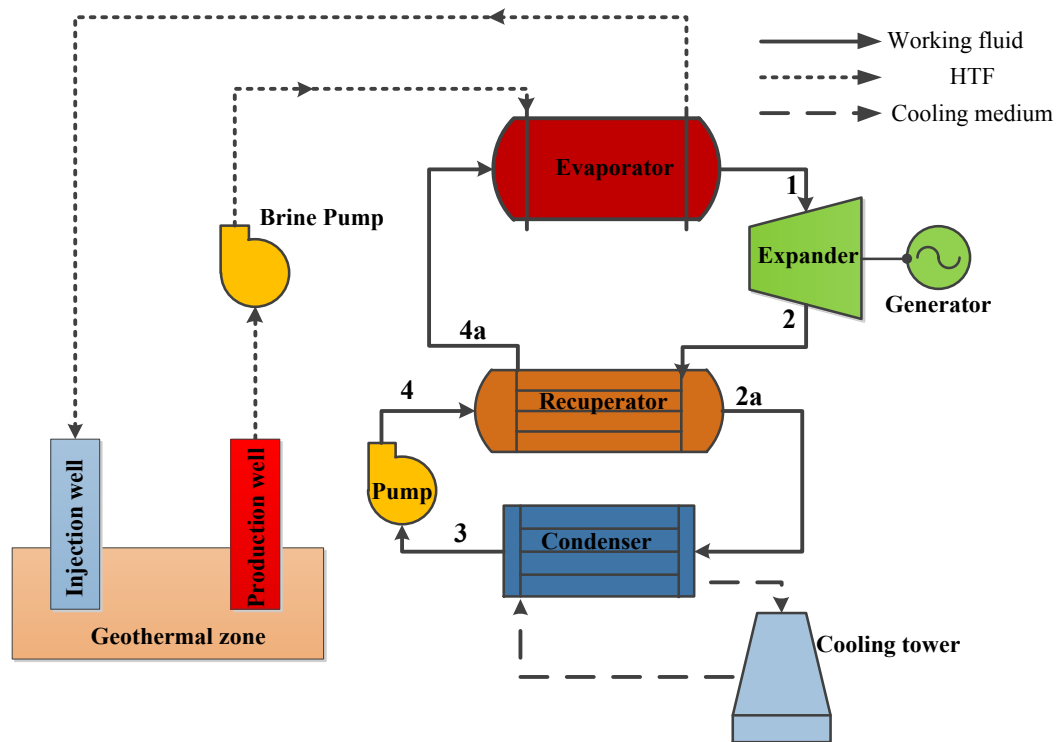 Working fluid
HTF
Cooling medium
Evaporator
1
Brine Pump
Expander
Generator
2
4a
4
Recuperator
2a
Pump
3
Condenser
Injection well
Production well
Geothermal zone
Cooling tower